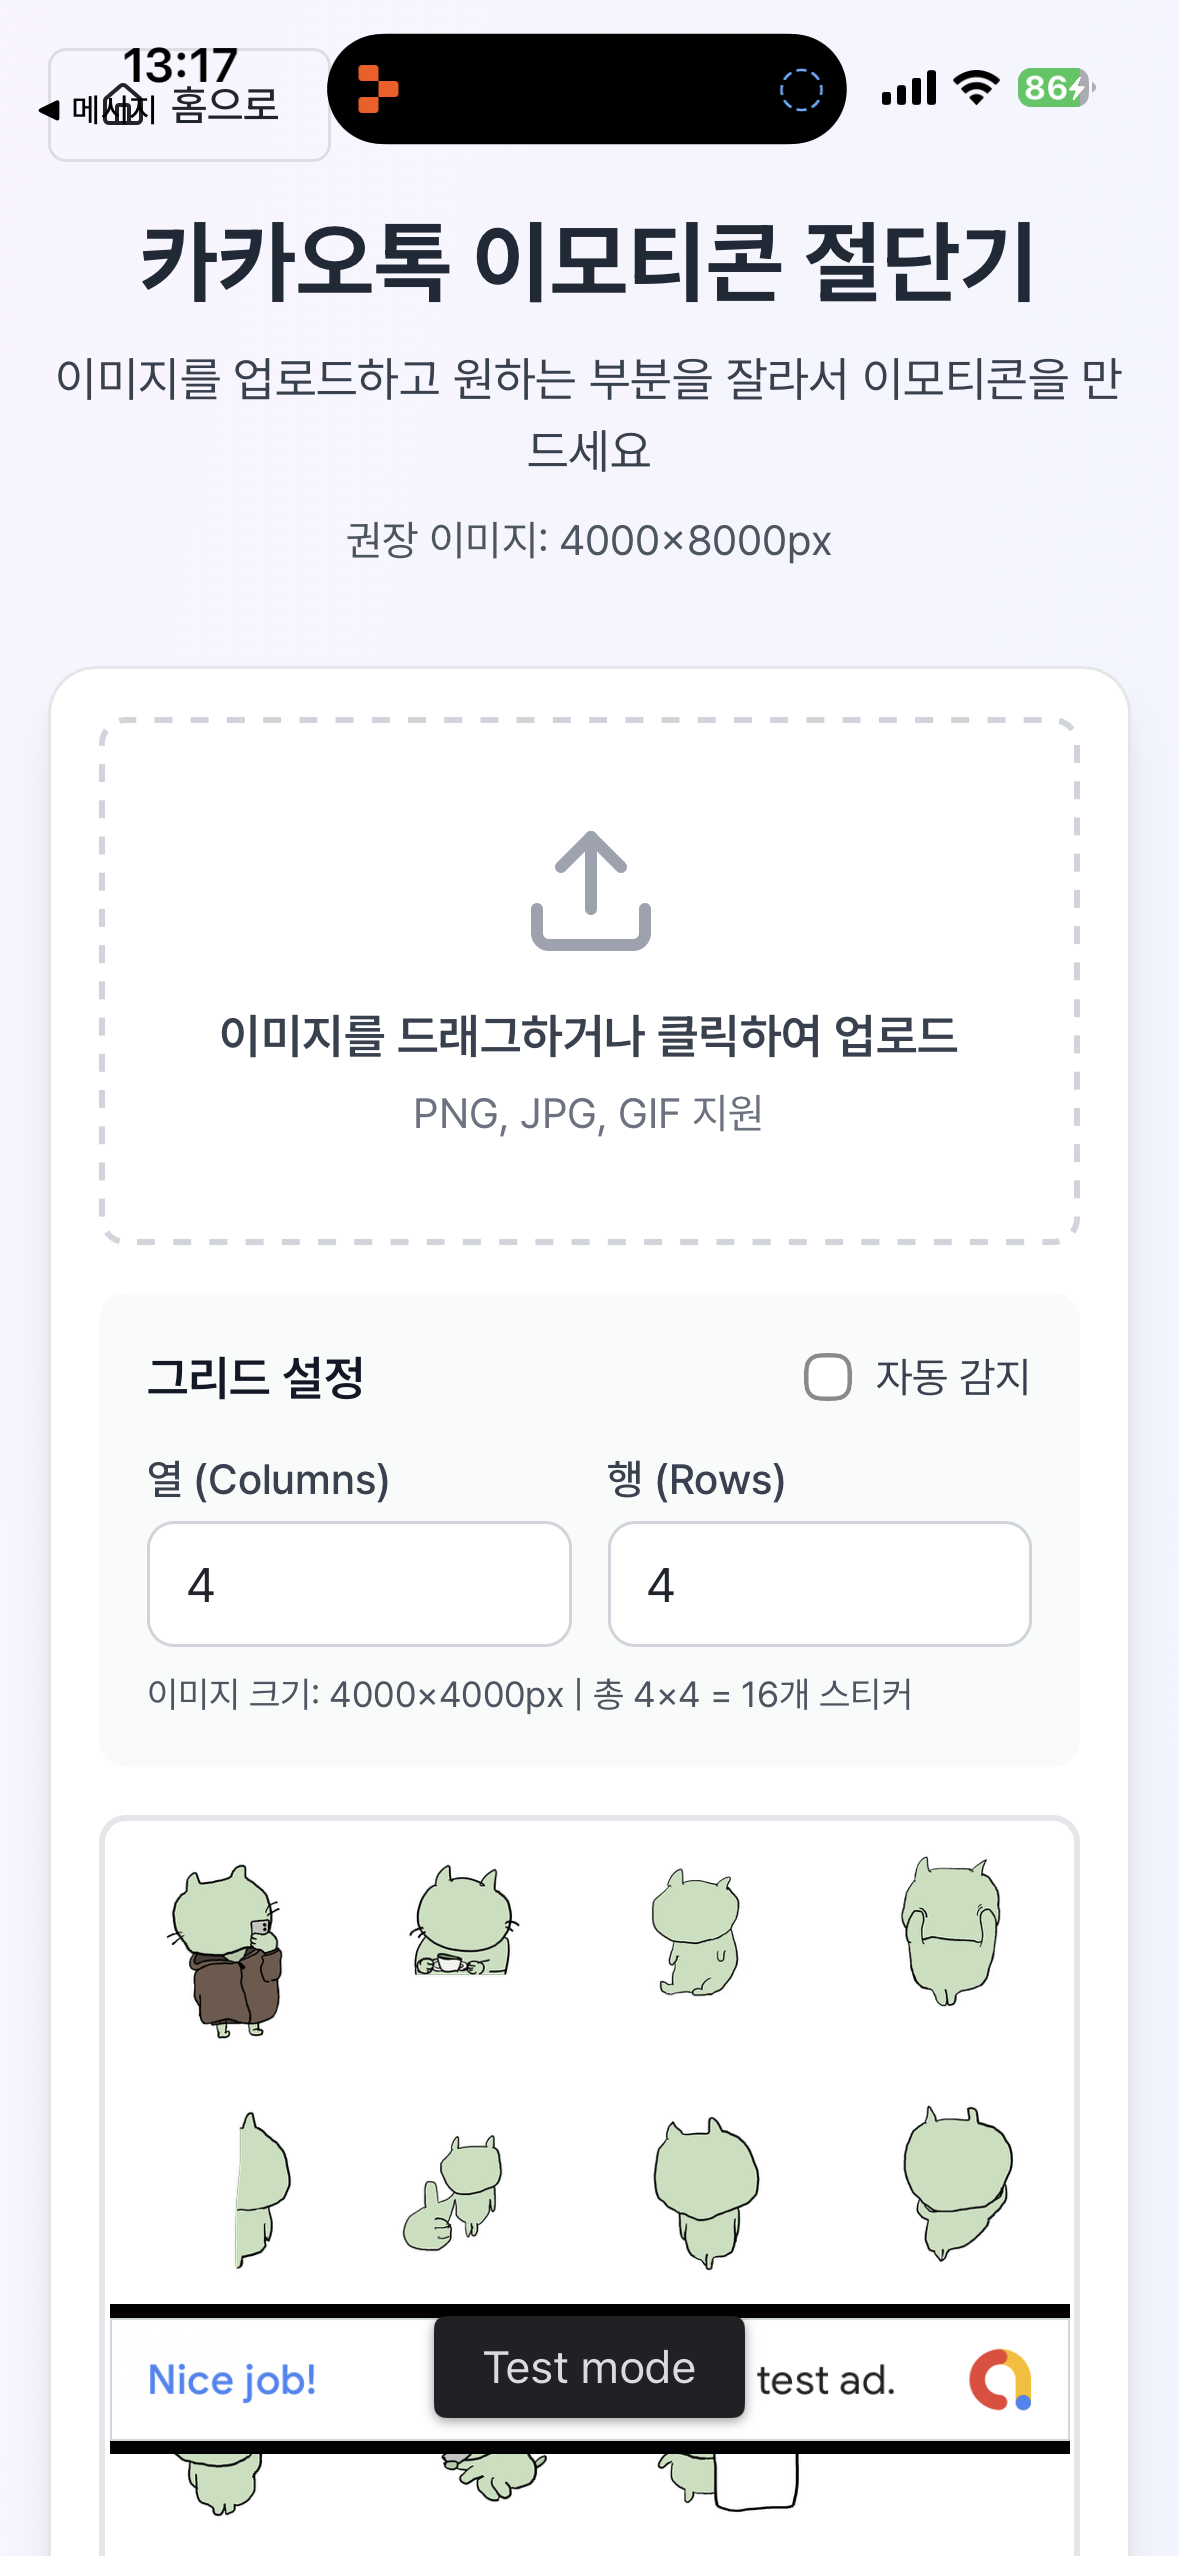 13:17
메시지
홈으로
86
카카오톡 이모티콘 절단기
이미지를 업로드하고 원하는 부분을 잘라서 이모티콘을 만
드세요
권장 이미지: 4000×8000px
이미지를 드래그하거나 클릭하여 업로드
PNG, JPG, GIF 지원
그리드 설정
자동 감지
열 (Columns)
행 (Rows)
4
4
이미지 크기: 4000×4000px | 총 4×4 = 16개 스티커
Nice job!
Test mode
test ad.